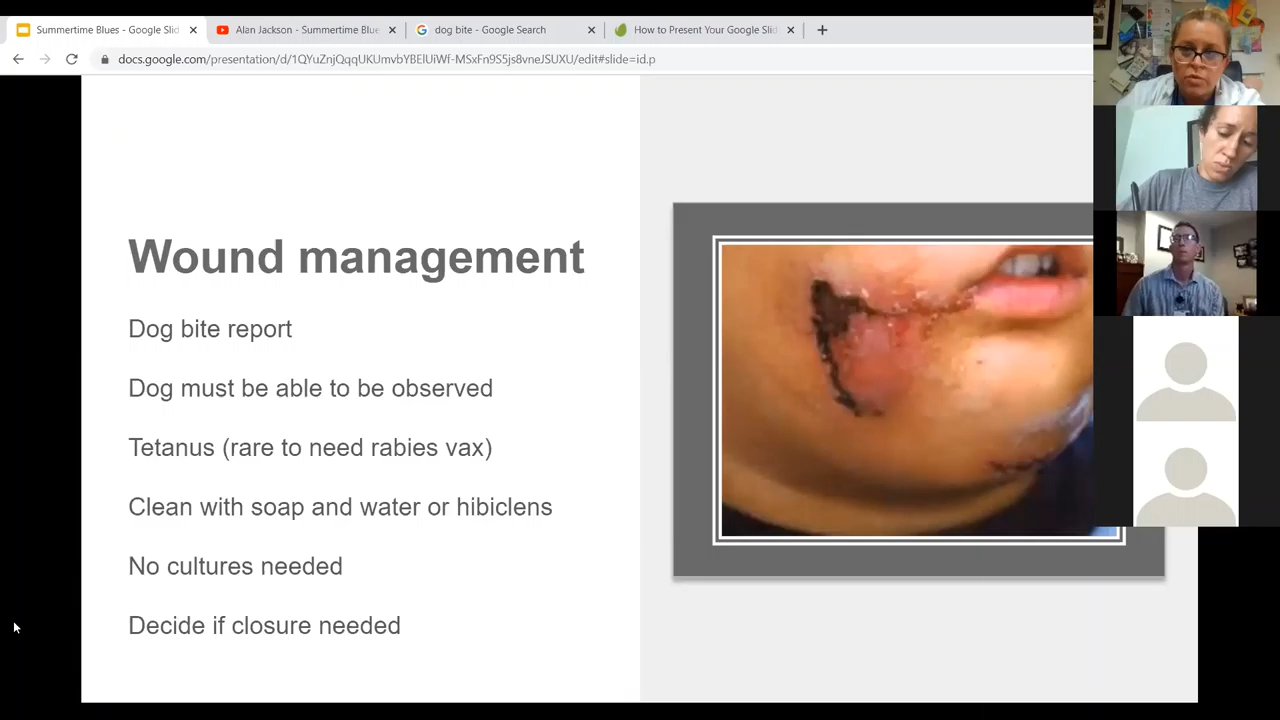 Summertime Blues - Google Slid
Alan Jackson - Summertime Blue
dog bite - Google Search
How to Present Your Google Slid
docs.google.com/presentation/d/1QYuZnjQqqUKUmvbYBElUiWf-MSxFn9S5js8vneJSUXU/edit#slide=id.p
Wound management
Dog bite report
Dog must be able to be observed
Tetanus (rare to need rabies vax)
Clean with soap and water or hibiclens
No cultures needed
Decide if closure needed